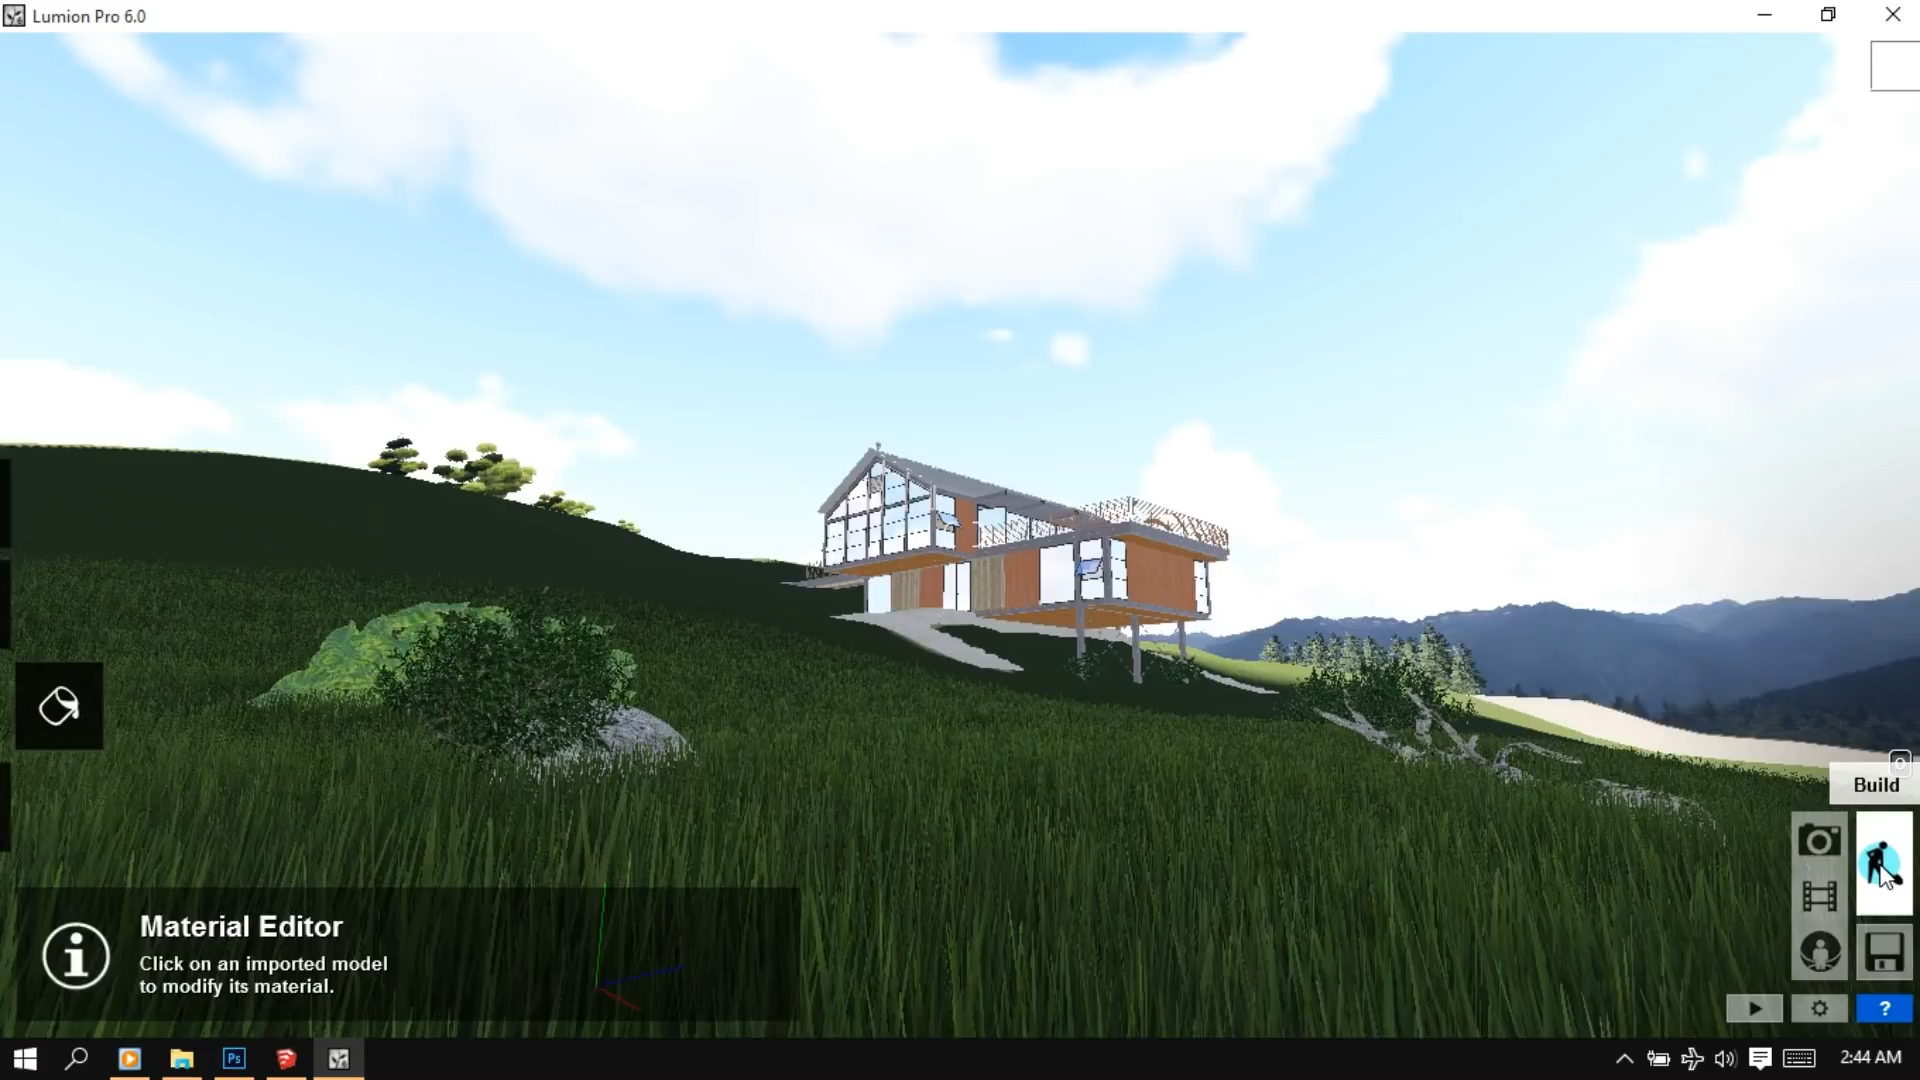 Lumion Pro 6.0
O
Build
Material Editor
Click on an imported model
to modify its material.
?
Ps
2:44 AM